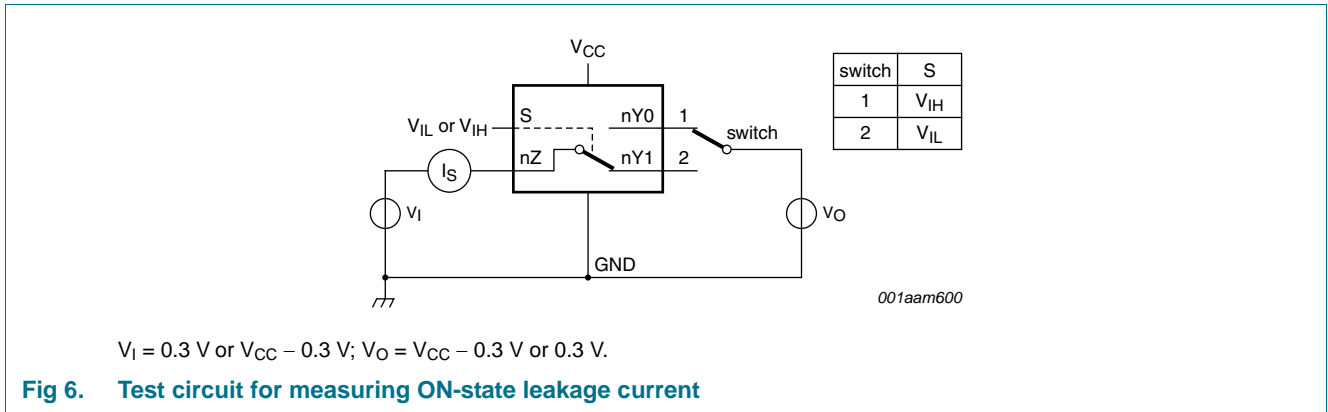 VCC
switch S
1 VIH
2 VIL
VIL or VIH
S
nY0 1
switch
nZ
nY1 2
IS
VI
VO
GND
001aam600
VI = 0.3 V or VCC − 0.3 V; VO = VCC − 0.3 V or 0.3 V.
Fig 6. Test circuit for measuring ON-state leakage current